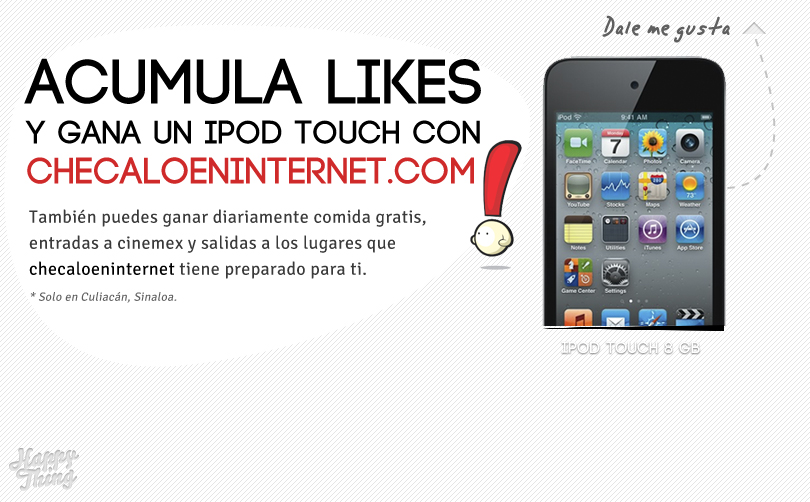 Dale me gusta
ACUMULA LIKES
Y GANA UN IPOD TOUCH CON
CHECALOENINTERNET.COM
También puedes ganar diariamente comida gratis,
entradas a cinemex y salidas a los lugares que
checaloeninternet tiene preparado para ti.
* Solo en Culiacán, Sinaloa.
iPod 9:41 AM
Monday
7
FaceTime Calendar Photos Camera
73°
YouTube Stocks Maps Weather
Notes Utilities iTunes App Store
Game Center Settings
IPOD TOUCH 8 GB
Happy
Thing